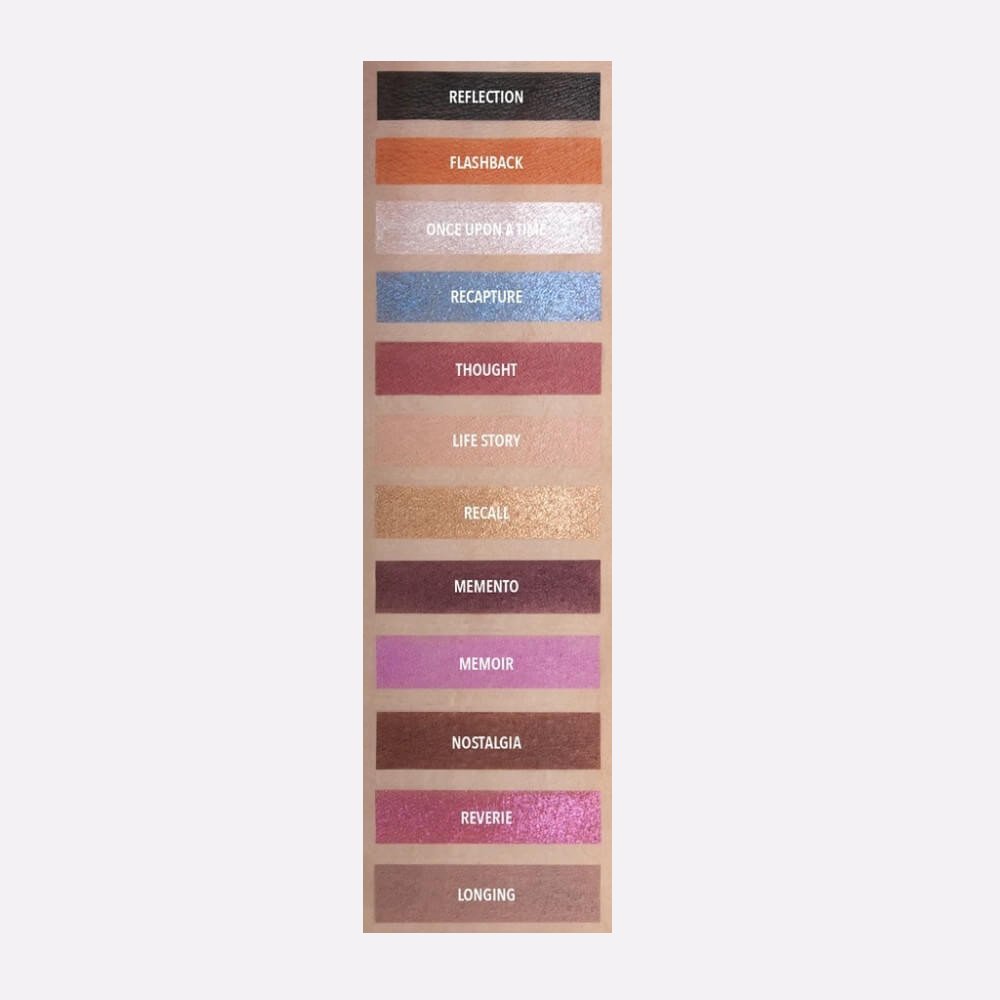 REFLECTION
FLASHBACK
ONCE UPON A TIME
RECAPTURE
THOUGHT
LIFE STORY
RECALL
MEMENTO
MEMOIR
NOSTALGIA
REVERIE
LONGING